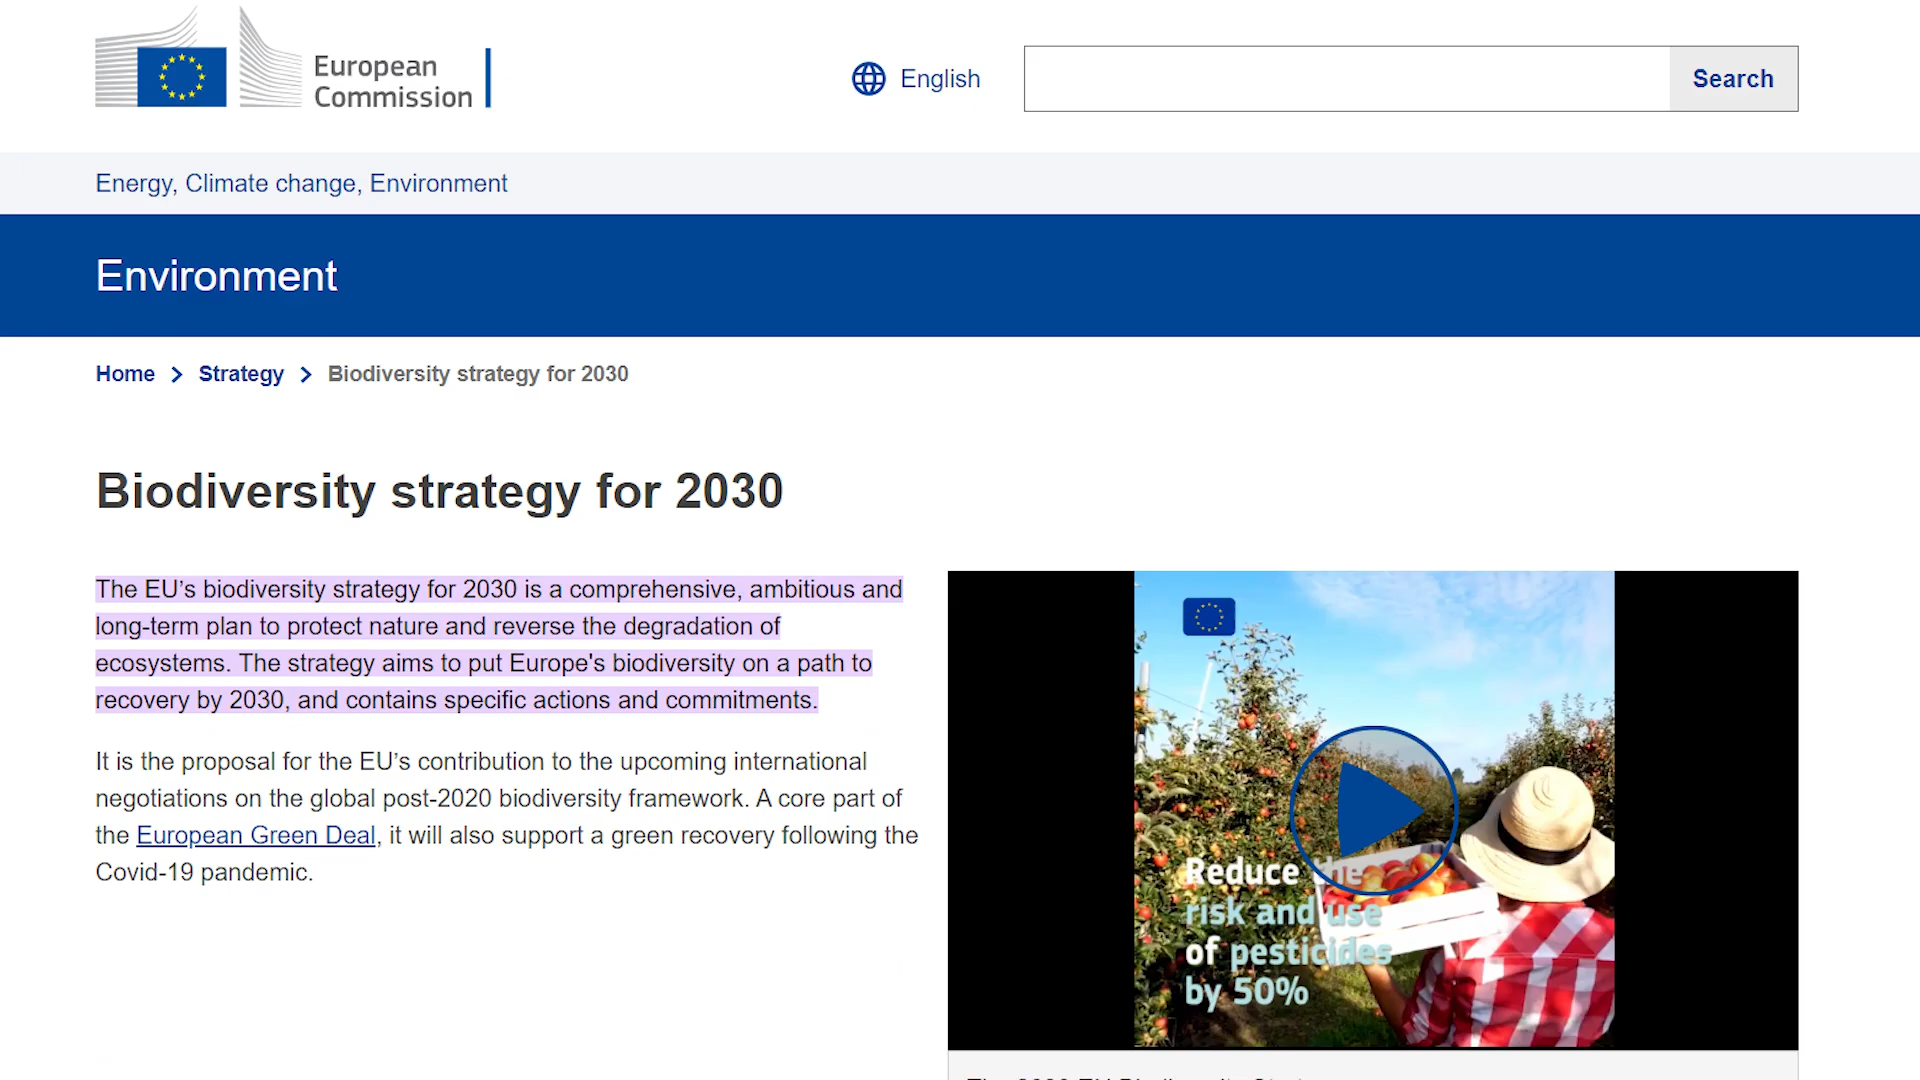 European
Commission
English
Search
Energy, Climate change, Environment
Environment
Home > Strategy > Biodiversity strategy for 2030
Biodiversity strategy for 2030
The EU’s biodiversity strategy for 2030 is a comprehensive, ambitious and
long-term plan to protect nature and reverse the degradation of
ecosystems. The strategy aims to put Europe's biodiversity on a path to
recovery by 2030, and contains specific actions and commitments.
It is the proposal for the EU’s contribution to the upcoming international
negotiations on the global post-2020 biodiversity framework. A core part of
the European Green Deal, it will also support a green recovery following the
Covid-19 pandemic.
Reduce the
risk and use
of pesticides
by 50%